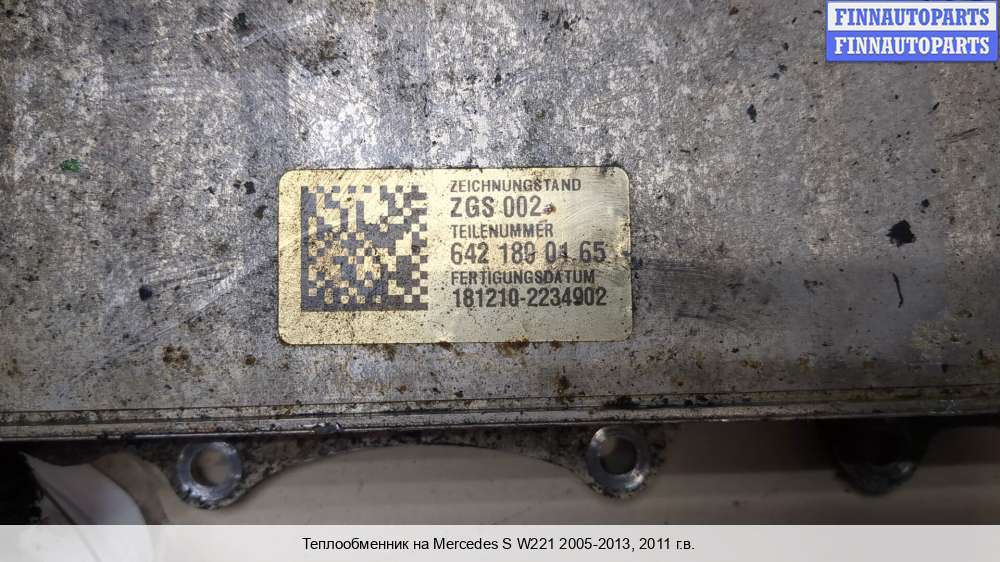 FINNAUTOPARTS
FINNAUTOPARTS
ZEICHNUNGSTAND
ZGS 002
TEILENUMMER
642 180 01 65
FERTIGUNGSDATUM
181210-2234902
Теплообменник на Mercedes S W221 2005-2013, 2011 г.в.